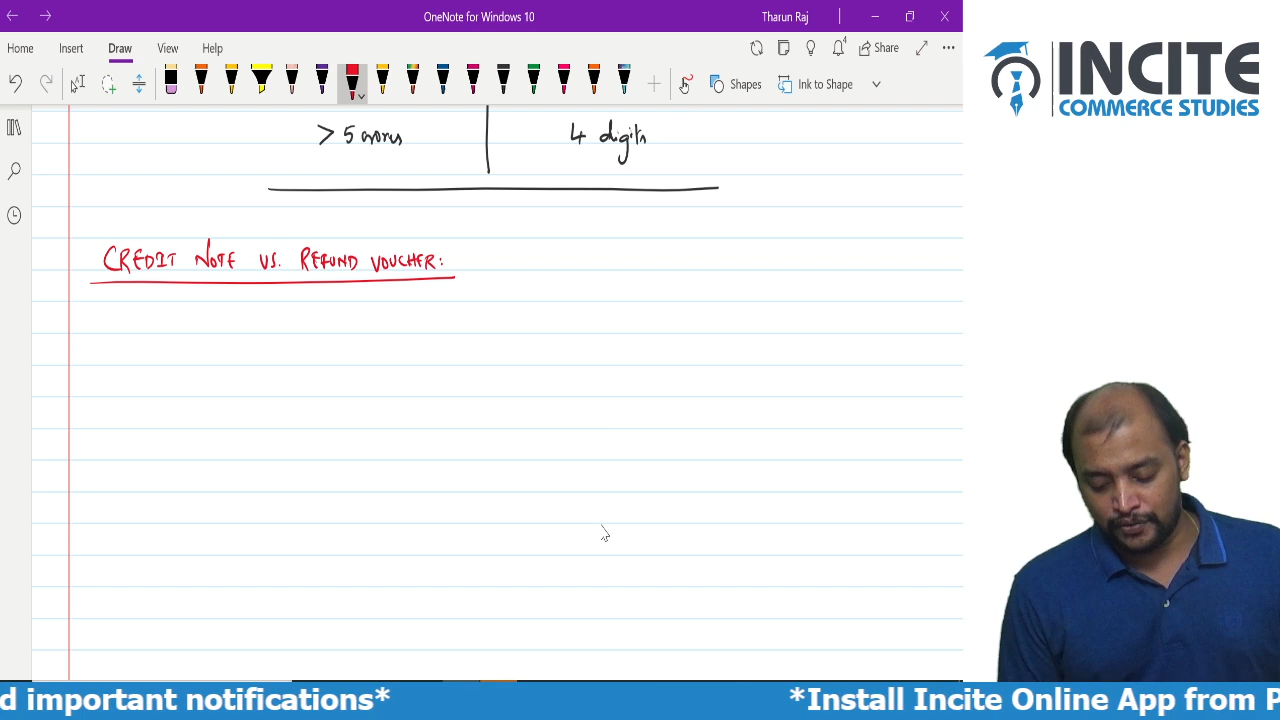 OneNote for Windows 10
Tharun Raj
Home Insert Draw View Help
4
Share
Shapes
Ink to Shape
INCITE
COMMERCE STUDIES
> 5 crores
4 digits
CREDIT NOTE VS. REFUND VOUCHER:
d important notifications*
*Install Incite Online App from P